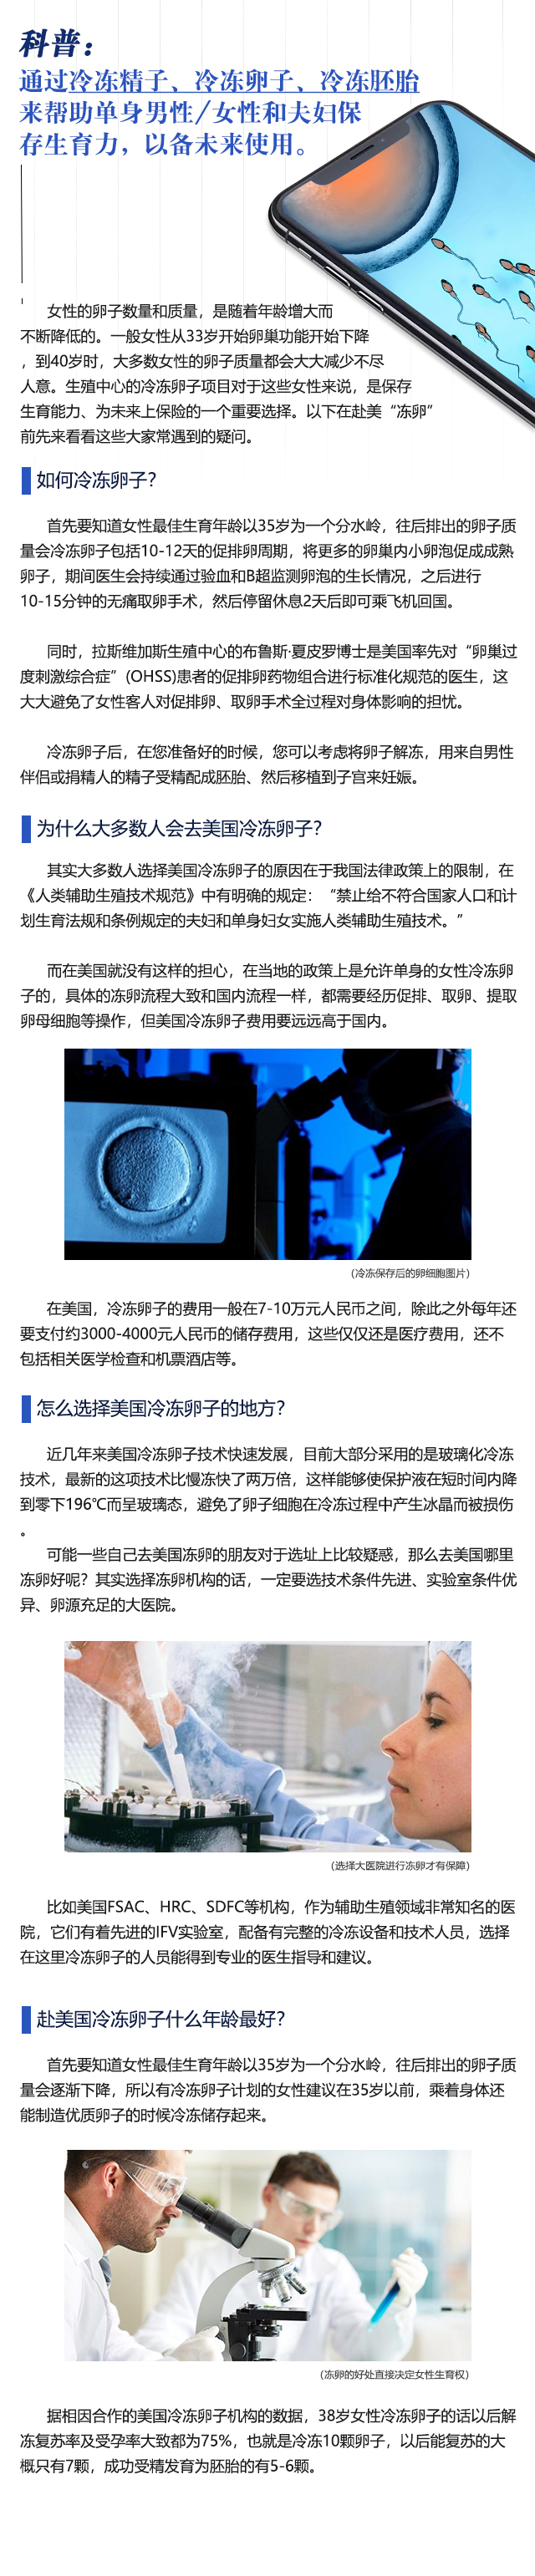 科普：
通过冷冻精子、冷冻卵子、冷冻胚胎
来帮助单身男性/女性和夫妇保
存生育力，以备未来使用。
女性的卵子数量和质量，是随着年龄增大而
不断降低的。一般女性从33岁开始卵巢功能开始下降
，到40岁时，大多数女性的卵子质量都会大大减少不尽
人意。生殖中心的冷冻卵子项目对于这些女性来说，是保存
生育能力、为未来上保险的一个重要选择。以下在赴美“冻卵”
前先来看看这些大家常遇到的疑问。
如何冷冻卵子？
首先要知道女性最佳生育年龄以35岁为一个分水岭，往后排出的卵子质
量会冷冻卵子包括10-12天的促排卵周期，将更多的卵巢内小卵泡促成成熟
卵子，期间医生会持续通过验血和B超监测卵泡的生长情况，之后进行
10-15分钟的无痛取卵手术，然后停留休息2天后即可乘飞机回国。
同时，拉斯维加斯生殖中心的布鲁斯·夏皮罗博士是美国率先对“卵巢过
度刺激综合症”(OHSS)患者的促排卵药物组合进行标准化规范的医生，这
大大避免了女性客人对促排卵、取卵手术全过程对身体影响的担忧。
冷冻卵子后，在您准备好的时候，您可以考虑将卵子解冻，用来自男性
伴侣或捐精人的精子受精配成胚胎、然后移植到子宫来妊娠。
为什么大多数人会去美国冷冻卵子？
其实大多数人选择美国冷冻卵子的原因在于我国法律政策上的限制，在
《人类辅助生殖技术规范》中有明确的规定：“禁止给不符合国家人口和计
划生育法规和条例规定的夫妇和单身妇女实施人类辅助生殖技术。”
而在美国就没有这样的担心，在当地的政策上是允许单身的女性冷冻卵
子的，具体的冻卵流程大致和国内流程一样，都需要经历促排、取卵、提取
卵母细胞等操作，但美国冷冻卵子费用要远远高于国内。
(冷冻保存后的卵细胞图片)
在美国，冷冻卵子的费用一般在7-10万元人民币之间，除此之外每年还
要支付约3000-4000元人民币的储存费用，这些仅仅还是医疗费用，还不
包括相关医学检查和机票酒店等。
怎么选择美国冷冻卵子的地方？
近几年来美国冷冻卵子技术快速发展，目前大部分采用的是玻璃化冷冻
技术，最新的这项技术比慢冻快了两万倍，这样能够使保护液在短时间内降
到零下196℃而呈玻璃态，避免了卵子细胞在冷冻过程中产生冰晶而被损伤
。
可能一些自己去美国冻卵的朋友对于选址上比较疑惑，那么去美国哪里
冻卵好呢？其实选择冻卵机构的话，一定要选技术条件先进、实验室条件优
异、卵源充足的大医院。
(选择大医院进行冻卵才有保障)
比如美国FSAC、HRC、SDFC等机构，作为辅助生殖领域非常知名的医
院，它们有着先进的IFV实验室，配备有完整的冷冻设备和技术人员，选择
在这里冷冻卵子的人员能得到专业的医生指导和建议。
赴美国冷冻卵子什么年龄最好？
首先要知道女性最佳生育年龄以35岁为一个分水岭，往后排出的卵子质
量会逐渐下降，所以有冷冻卵子计划的女性建议在35岁以前，乘着身体还
能制造优质卵子的时候冷冻储存起来。
(冻卵的好处直接决定女性生育权)
据相因合作的美国冷冻卵子机构的数据，38岁女性冷冻卵子的话以后解
冻复苏率及受孕率大致都为75%，也就是冷冻10颗卵子，以后能复苏的大
概只有7颗，成功受精发育为胚胎的有5-6颗。